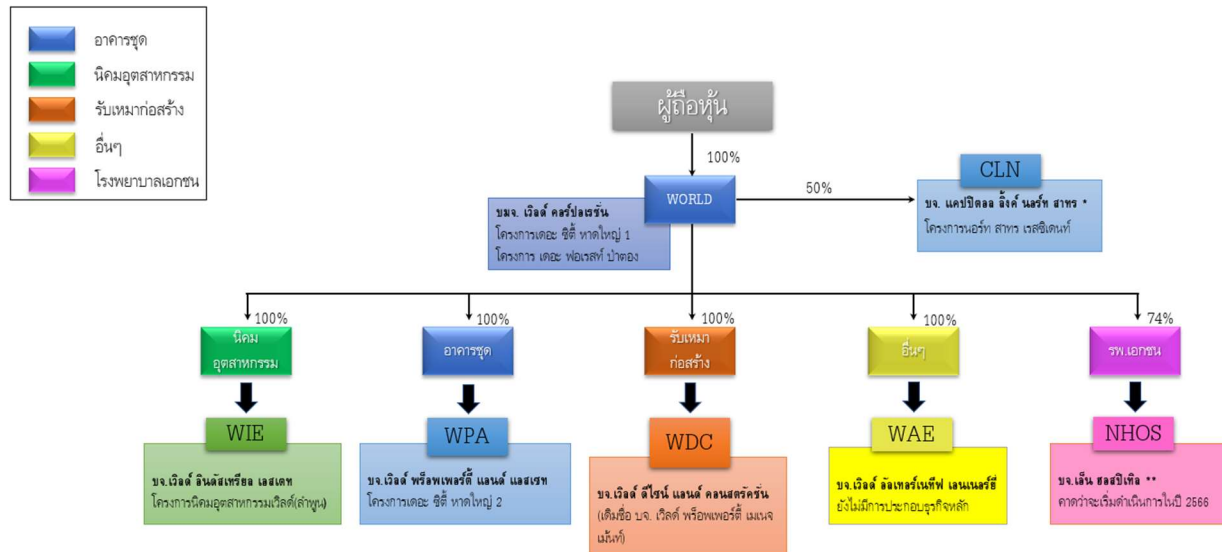 อาคารชุด
นิคมอุตสาหกรรม
รับเหมาก่อสร้าง
อื่นๆ
โรงพยาบาลเอกชน
ผู้ถือหุ้น
100%
WORLD
50%
CLN
บจ. แคปปิตอล ลิ้งค์ นอร์ท สาทร *
โครงการนอร์ท สาทร เรสซิเดนท์
บมจ. เวิลด์ คอร์ปอเรชั่น
โครงการเดอะ ซิตี้ หาดใหญ่ 1
โครงการ เดอะ ฟอเรสท์ ป่าตอง
100%
100%
100%
100%
74%
นิคม
อุตสาหกรรม
อาคารชุด
รับเหมา
ก่อสร้าง
อื่นๆ
รพ.เอกชน
WIE
บจ.เวิลด์ อินดัสเทรียล เอสเตท
โครงการนิคมอุตสาหกรรมเวิลด์(ลำพูน)
WPA
บจ.เวิลด์ พร็อพเพอร์ตี้ แอนด์ แอสเซท
โครงการเดอะ ซิตี้ หาดใหญ่ 2
WDC
บจ.เวิลด์ ดีไซน์ แอนด์ คอนสตรัคชั่น
(เดิมชื่อ บจ. เวิลด์ พร็อพเพอร์ตี้ เมเนจ
เม้นท์)
WAE
บจ.เวิลด์ อัลเทอร์เนทีฟ เอนเนอร์ยี่
ยังไม่มีการประกอบธุรกิจหลัก
NHOS
บจ.เอ็น ฮอสปิเทิล **
คาดว่าจะเริ่มดำเนินการในปี 2566